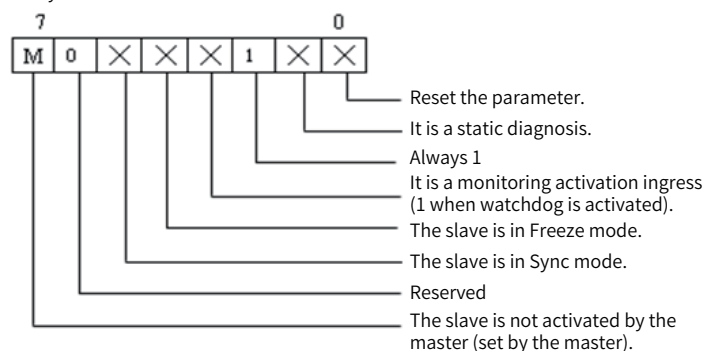 7 0
M 0 X X X 1 X X
Reset the parameter.
It is a static diagnosis.
Always 1
It is a monitoring activation ingress
(1 when watchdog is activated).
The slave is in Freeze mode.
The slave is in Sync mode.
Reserved
The slave is not activated by the
master (set by the master).